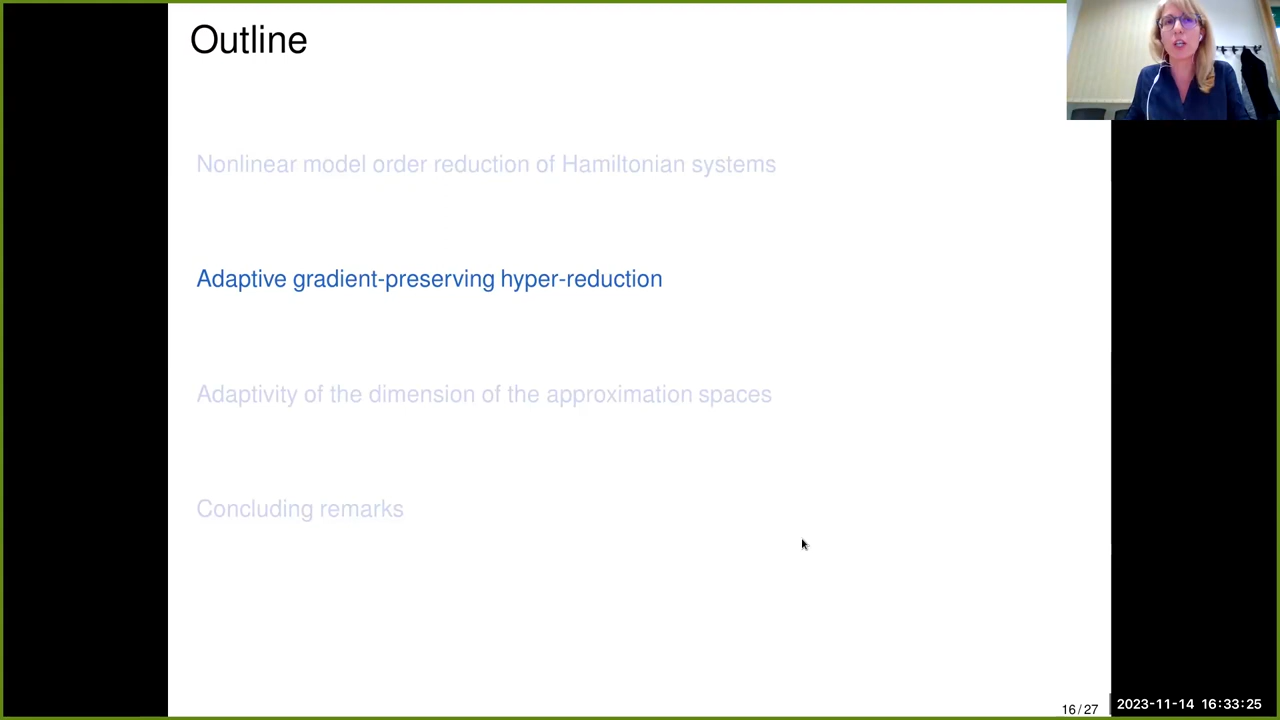 Outline
Nonlinear model order reduction of Hamiltonian systems
Adaptive gradient-preserving hyper-reduction
Adaptivity of the dimension of the approximation spaces
Concluding remarks
16/27
2023-11-14 16:33:25